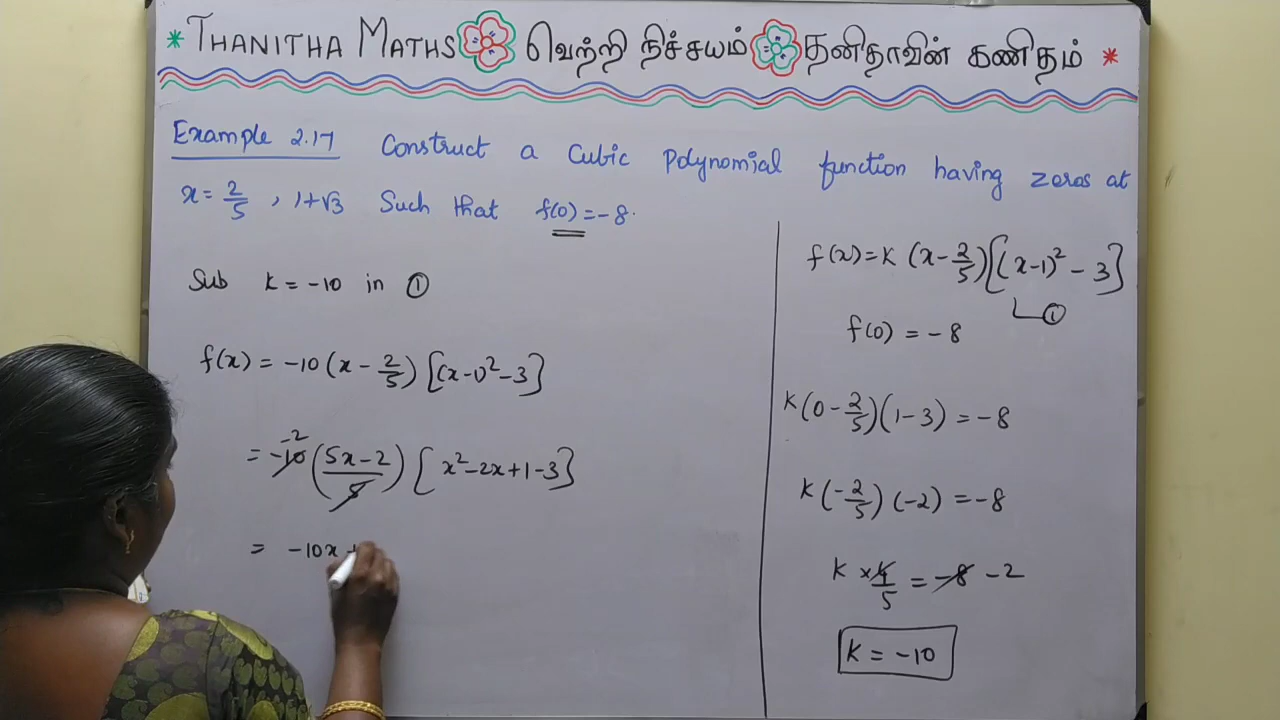 * THANITHA MATHS வெற்றி நிச்சயம் தனிதாவின் கணிதம் *
Example 2.17 Construct a Cubic Polynomial function having zeros at
x = 2/5 , 1+√3 Such that f(0) = -8.
Sub K = -10 in ①
f(x) = -10 (x - 2/5) [(x-1)² - 3]
= -10 -2 (5x-2 / 5) [x² - 2x + 1 - 3]
= -10x +
f(x) = K (x - 2/5) [(x-1)² - 3]
①
f(0) = -8
K (0 - 2/5) (1-3) = -8
K (-2/5) (-2) = -8
K × 4/5 = -8 -2
K = -10